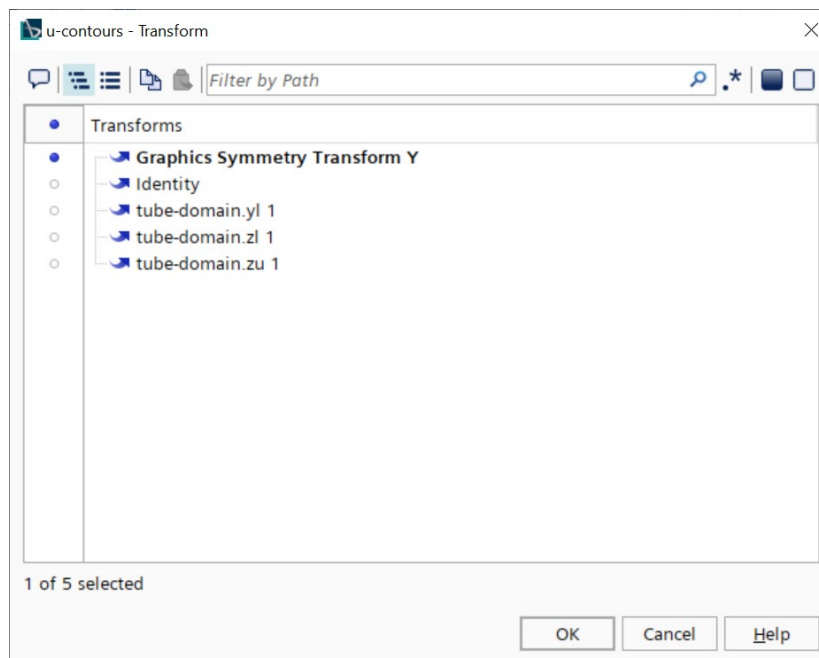 u-contours - Transform
Filter by Path
.*
Transforms
Graphics Symmetry Transform Y
Identity
tube-domain.yl 1
tube-domain.zl 1
tube-domain.zu 1
1 of 5 selected
OK Cancel Help